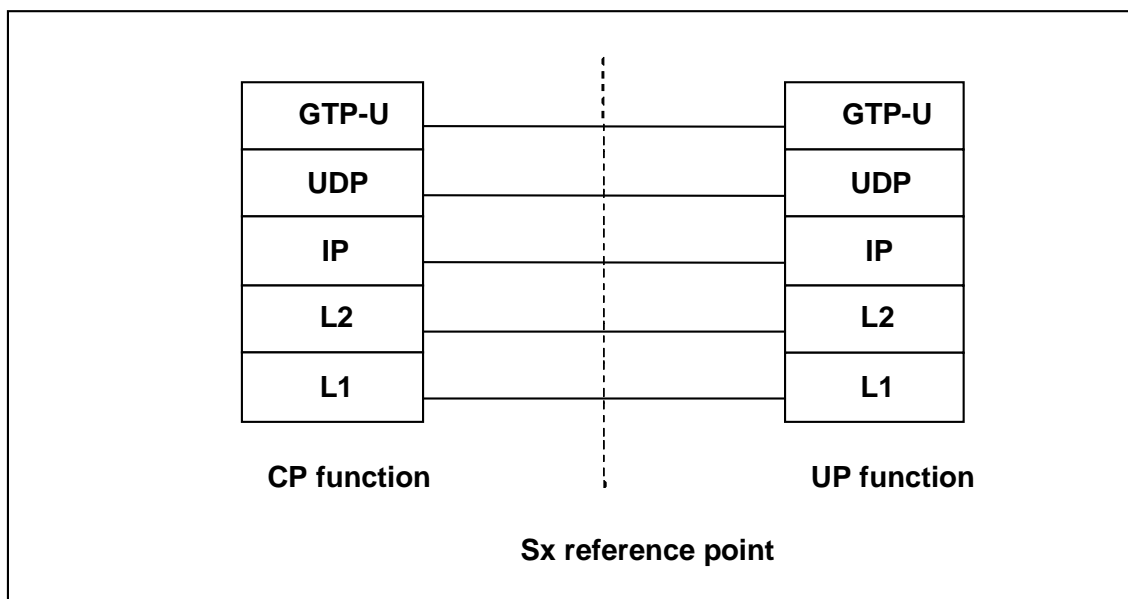 GTP-U GTP-U
UDP UDP
IP IP
L2 L2
L1 L1
CP function UP function
Sx reference point